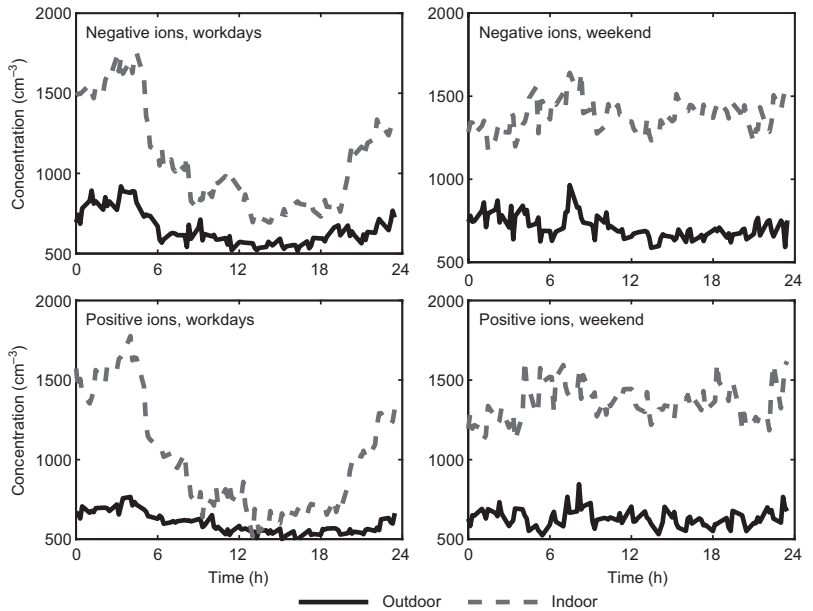 2000
1500
1000
500
Concentration (cm⁻³)
Negative ions, workdays
0 6 12 18 24
2000
1500
1000
500
Negative ions, weekend
0 6 12 18 24
2000
1500
1000
500
Concentration (cm⁻³)
Positive ions, workdays
0 6 12 18 24
Time (h)
2000
1500
1000
500
Positive ions, weekend
0 6 12 18 24
Time (h)
Outdoor Indoor